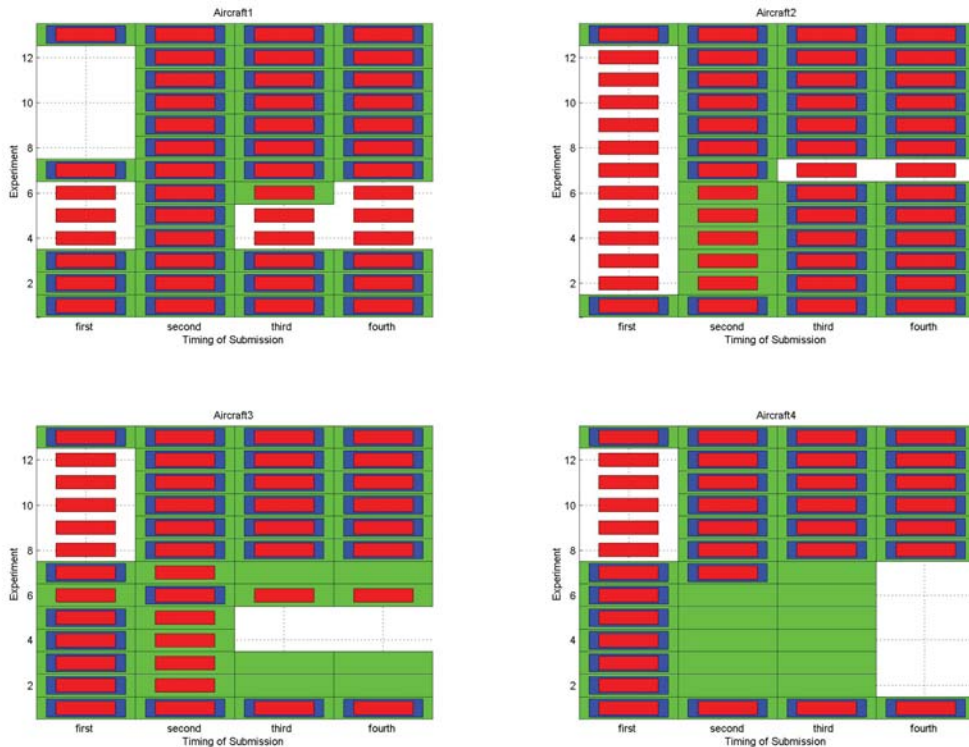 Aircraft1
Experiment
12
10
8
6
4
2
first second third fourth
Timing of Submission
Aircraft2
Experiment
12
10
8
6
4
2
first second third fourth
Timing of Submission
Aircraft3
Experiment
12
10
8
6
4
2
first second third fourth
Timing of Submission
Aircraft4
Experiment
12
10
8
6
4
2
first second third fourth
Timing of Submission